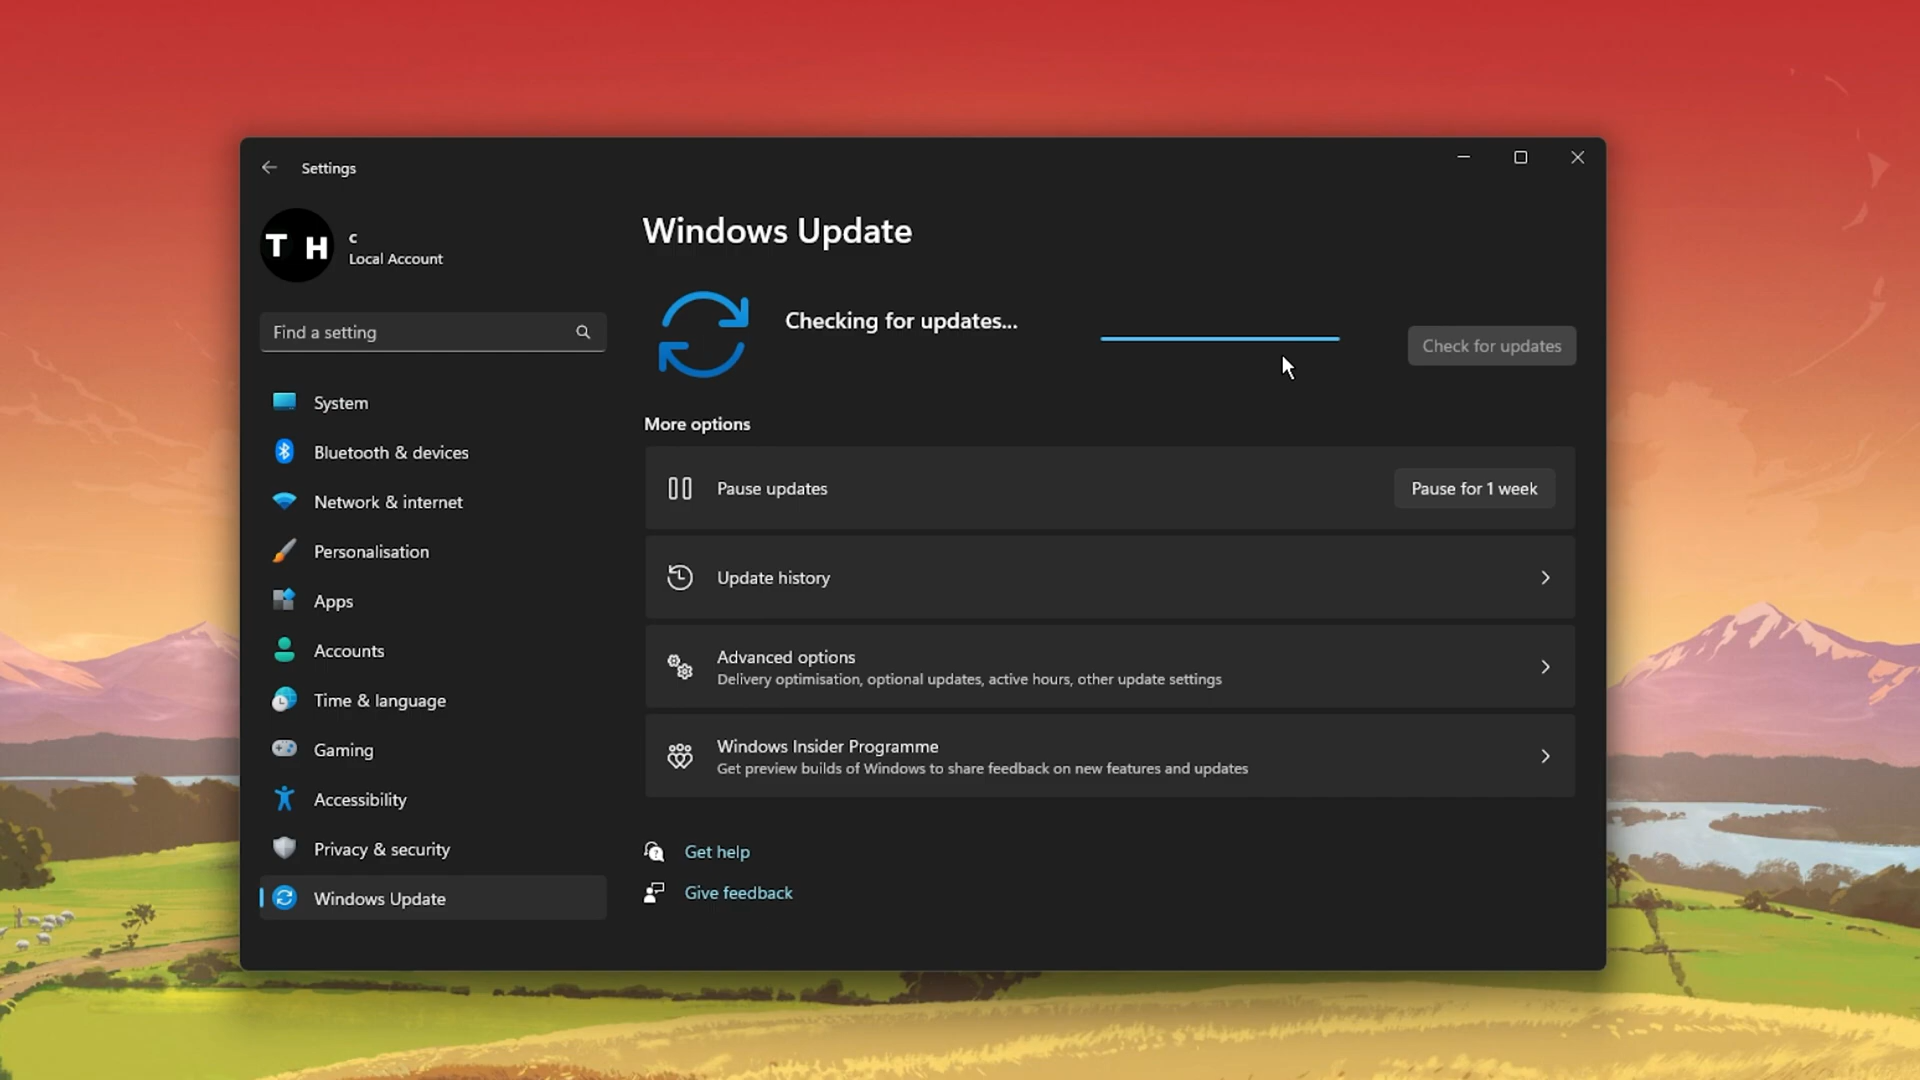 Settings
T H
c
Local Account
Find a setting
System
Bluetooth & devices
Network & internet
Personalisation
Apps
Accounts
Time & language
Gaming
Accessibility
Privacy & security
Windows Update
Windows Update
Checking for updates...
Check for updates
More options
Pause updates
Pause for 1 week
Update history
Advanced options
Delivery optimisation, optional updates, active hours, other update settings
Windows Insider Programme
Get preview builds of Windows to share feedback on new features and updates
Get help
Give feedback